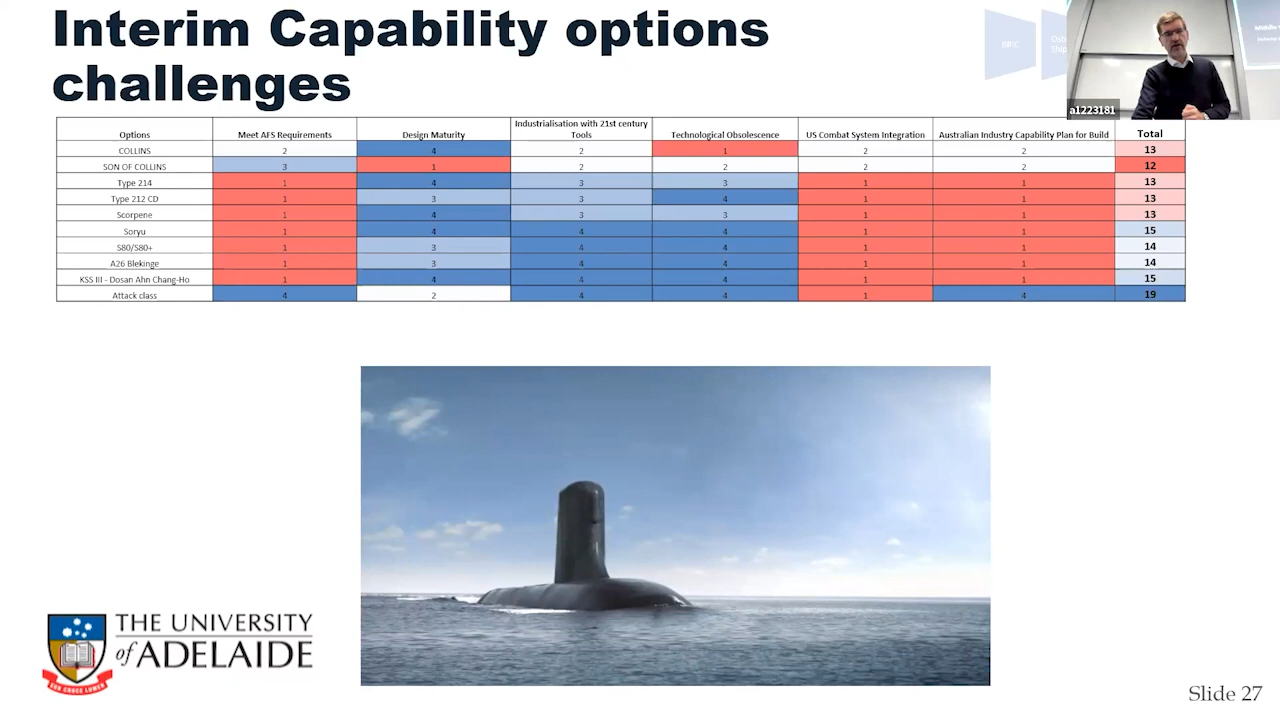 Interim Capability options
challenges
BRIC
a1223181
Options Meet AFS Requirements Design Maturity Industrialisation with 21st century Tools Technological Obsolescence US Combat System Integration Australian Industry Capability Plan for Build Total
COLLINS 2 4 2 1 2 2 13
SON OF COLLINS 3 1 2 2 2 2 12
Type 214 1 4 3 3 1 1 13
Type 212 CD 1 3 3 4 1 1 13
Scorpene 1 4 3 3 1 1 13
Soryu 1 4 4 4 1 1 15
S80/S80+ 1 3 4 4 1 1 14
A26 Blekinge 1 3 4 4 1 1 14
KSS III - Dosan Ahn Chang-Ho 1 4 4 4 1 1 15
Attack class 4 2 4 4 1 4 19
THE UNIVERSITY
of ADELAIDE
SUB CRUCE LUMEN
Slide 27